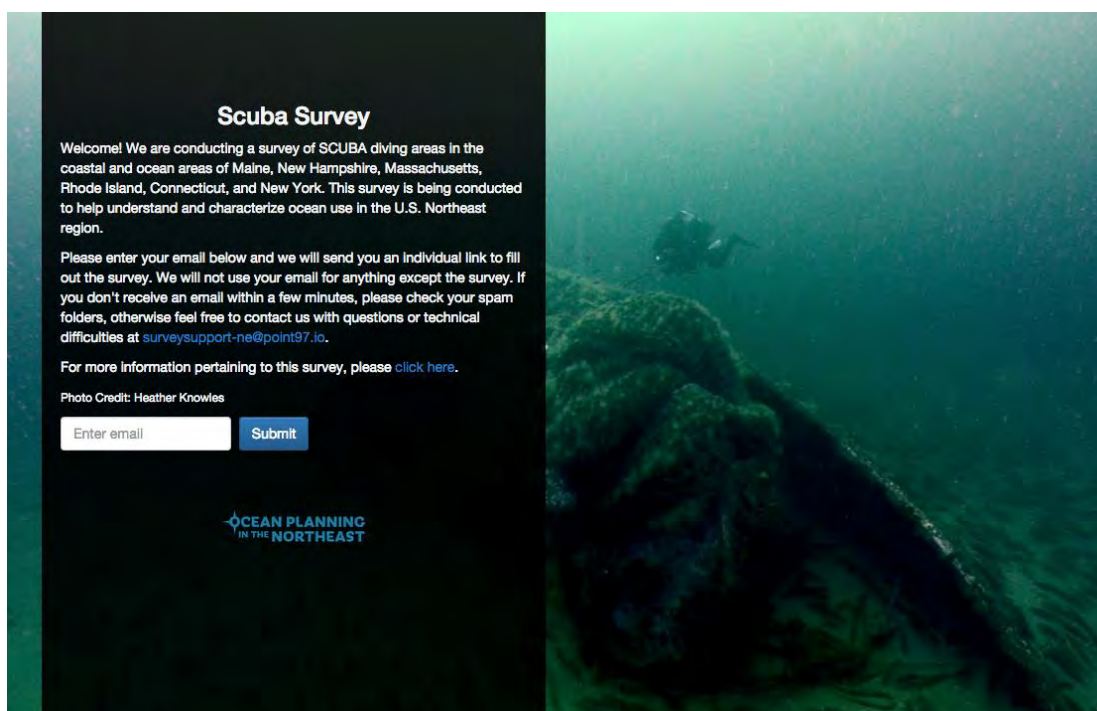 Scuba Survey
Welcome! We are conducting a survey of SCUBA diving areas in the
coastal and ocean areas of Maine, New Hampshire, Massachusetts,
Rhode Island, Connecticut, and New York. This survey is being conducted
to help understand and characterize ocean use in the U.S. Northeast
region.
Please enter your email below and we will send you an individual link to fill
out the survey. We will not use your email for anything except the survey. If
you don't receive an email within a few minutes, please check your spam
folders, otherwise feel free to contact us with questions or technical
difficulties at surveysupport-ne@point97.io.
For more information pertaining to this survey, please click here.
Photo Credit: Heather Knowles
Enter email Submit
OCEAN PLANNING
IN THE NORTHEAST